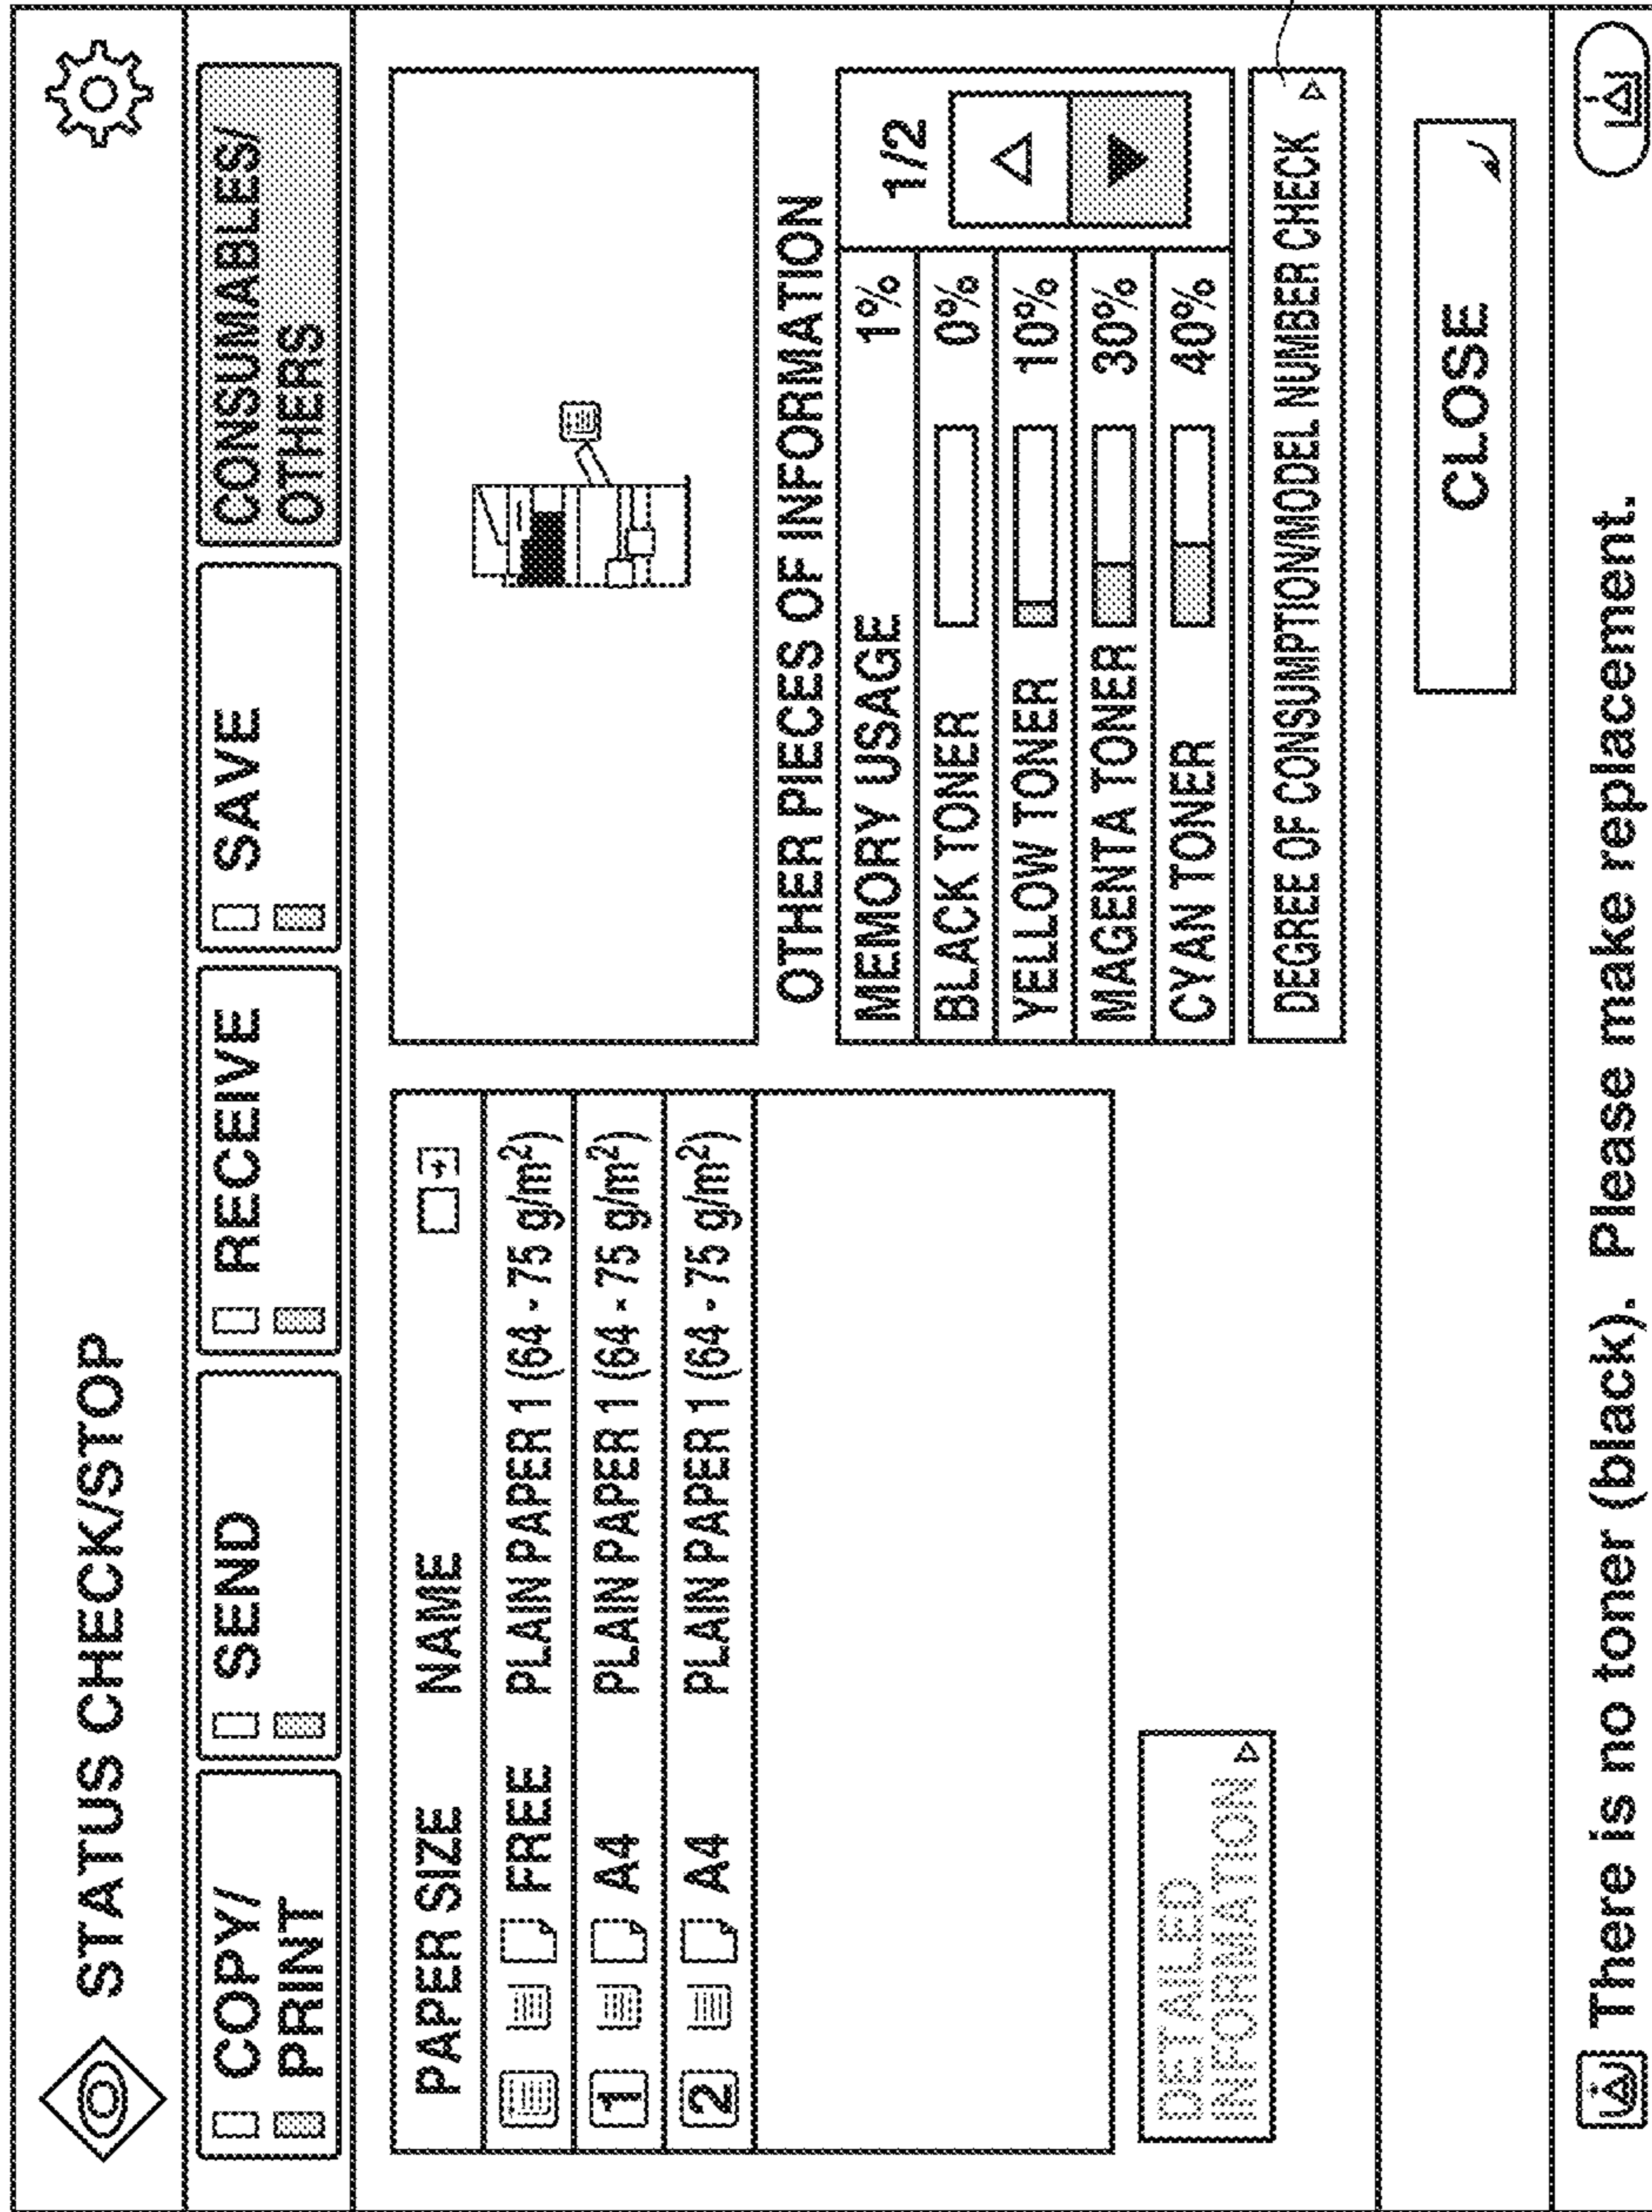 STATUS CHECK/STOP
COPY/
PRINT
SEND
RECEIVE
SAVE
CONSUMABLES/
OTHERS
PAPER SIZE NAME
FREE PLAIN PAPER 1 (64 - 75 g/m²)
1 A4 PLAIN PAPER 1 (64 - 75 g/m²)
2 A4 PLAIN PAPER 1 (64 - 75 g/m²)
DETAILED
INFORMATION
OTHER PIECES OF INFORMATION
MEMORY USAGE 1%
BLACK TONER 0%
YELLOW TONER 10%
MAGENTA TONER 30%
CYAN TONER 40%
1/2
DEGREE OF CONSUMPTION/MODEL NUMBER CHECK
CLOSE
There is no toner (black). Please make replacement.